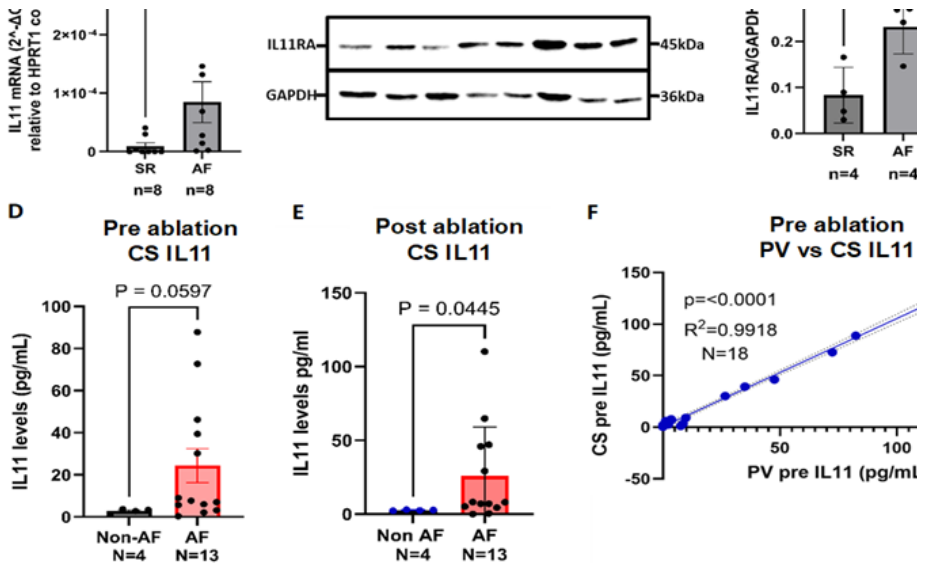 IL11 mRNA (2^-ΔC
relative to HPRT1 co
2×10⁻⁴
1×10⁻⁴
0
SR
AF
n=8
n=8
IL11RA
45kDa
GAPDH
36kDa
IL11RA/GAPDH
0.2
0.1
0.0
SR
AF
n=4
n=4
D
Pre ablation
CS IL11
P = 0.0597
IL11 levels (pg/mL)
100
80
60
40
20
0
Non-AF
AF
N=4
N=13
E
Post ablation
CS IL11
P = 0.0445
IL11 levels pg/ml
150
100
50
0
Non AF
AF
N=4
N=13
F
Pre ablation
PV vs CS IL11
p=<0.0001
R²=0.9918
N=18
CS pre IL11 (pg/mL)
150
100
50
0
-50
50
100
PV pre IL11 (pg/mL